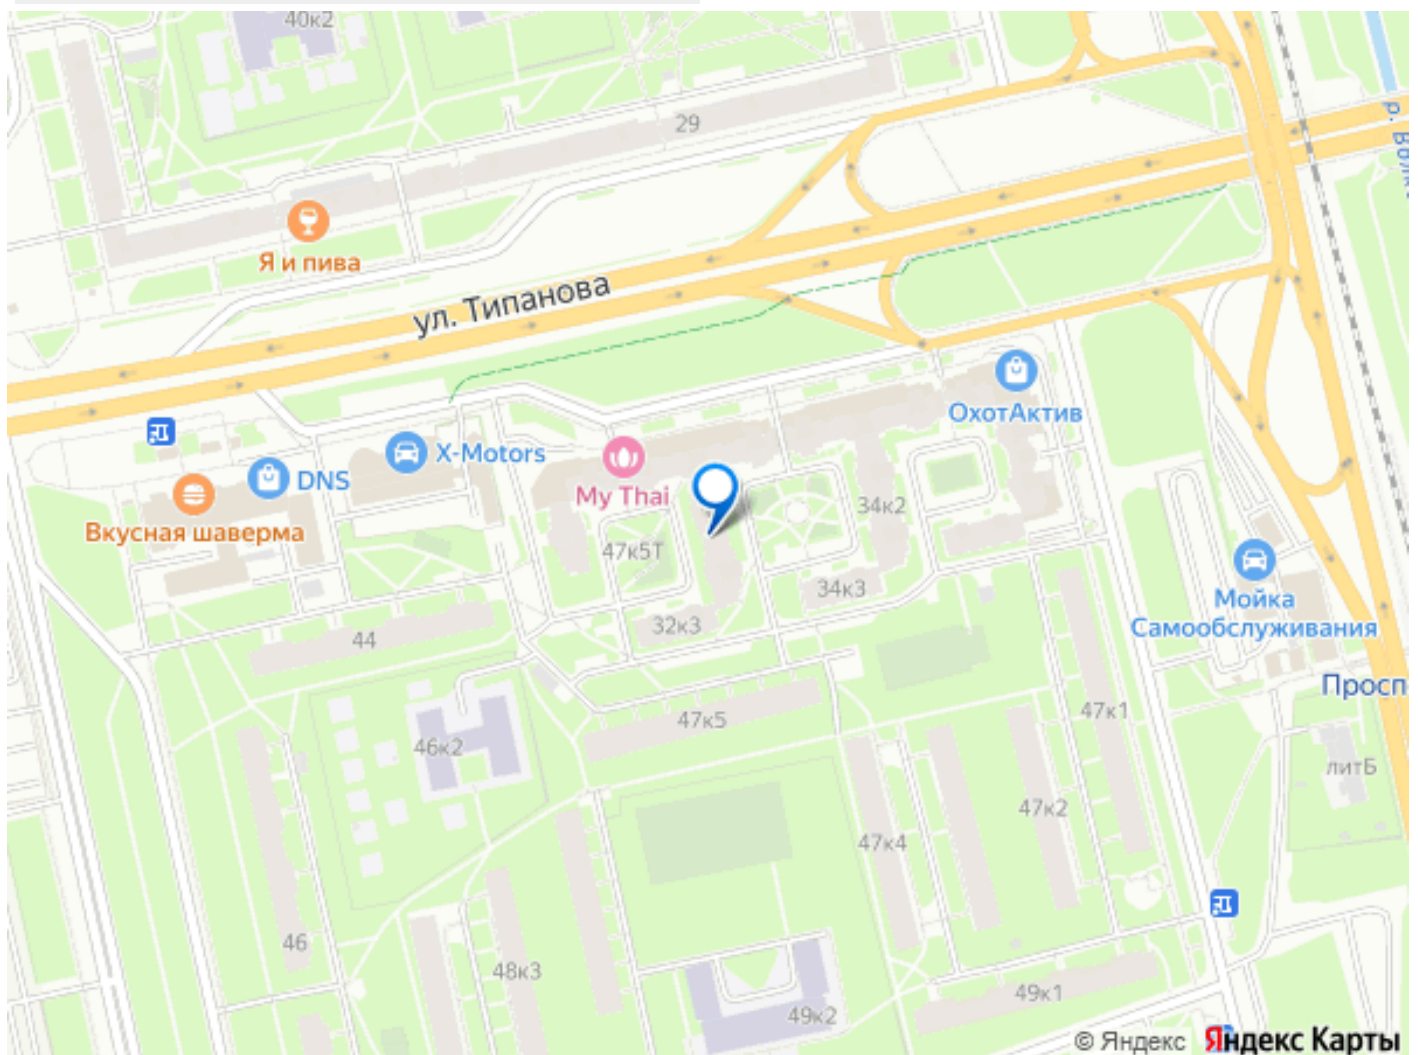 40к2
29
р. Волк
Я и пива
ул. Типанова
ОхотАктив
X-Motors
DNS
My Thai
Вкусная шаверма
34к2
47к5Т
34к3
Мойка
Самообслуживания
32к3
44
Просп
47к5
47к1
46к2
литБ
47к2
47к4
46
48к3
49к1
49к2
© Яндекс Яндекс Карты